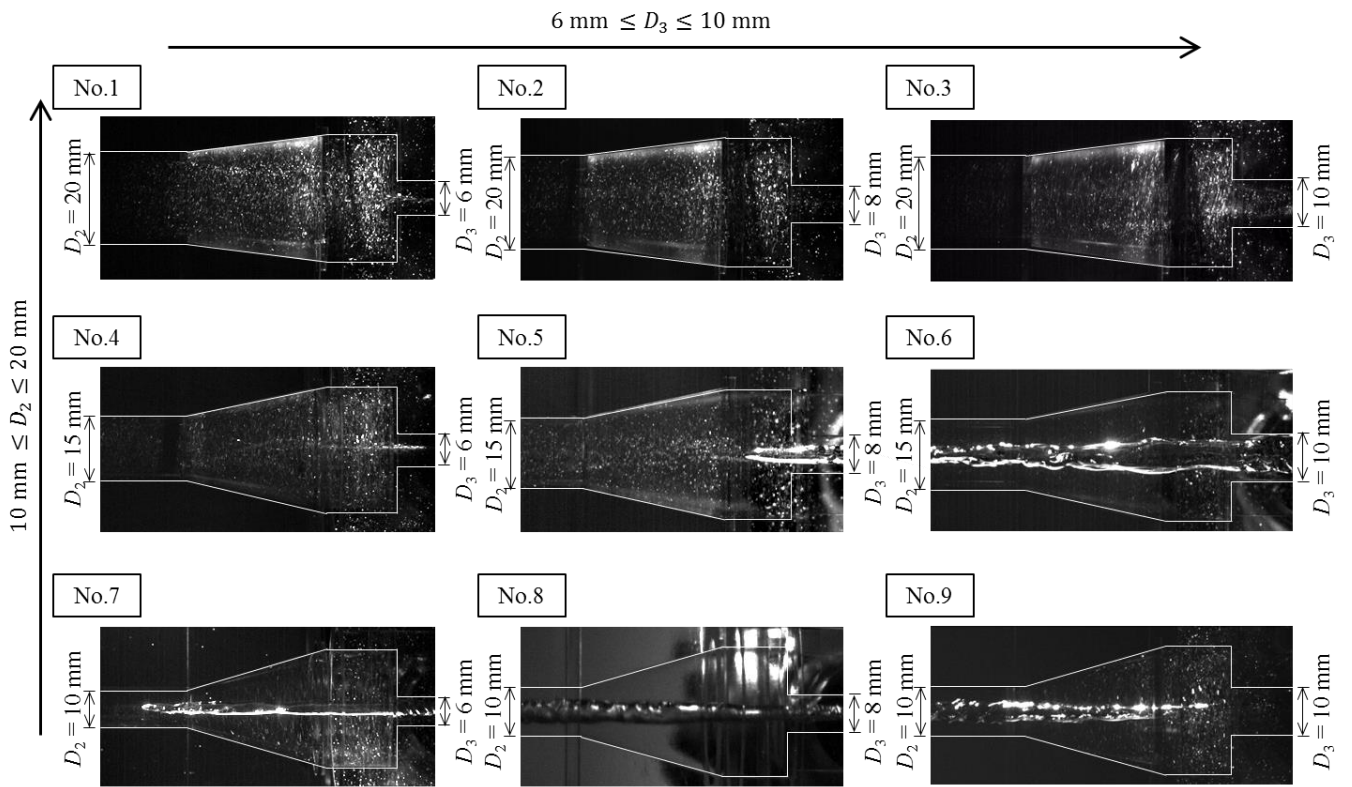 6 mm ≤ D₃ ≤ 10 mm
10 mm ≤ D₂ ≤ 20 mm
No.1
D₂ = 20 mm
D₃ = 6 mm
No.2
D₂ = 20 mm
D₃ = 8 mm
No.3
D₂ = 20 mm
D₃ = 10 mm
No.4
D₂ = 15 mm
D₃ = 6 mm
No.5
D₂ = 15 mm
D₃ = 8 mm
No.6
D₂ = 15 mm
D₃ = 10 mm
No.7
D₂ = 10 mm
D₃ = 6 mm
No.8
D₂ = 10 mm
D₃ = 8 mm
No.9
D₂ = 10 mm
D₃ = 10 mm